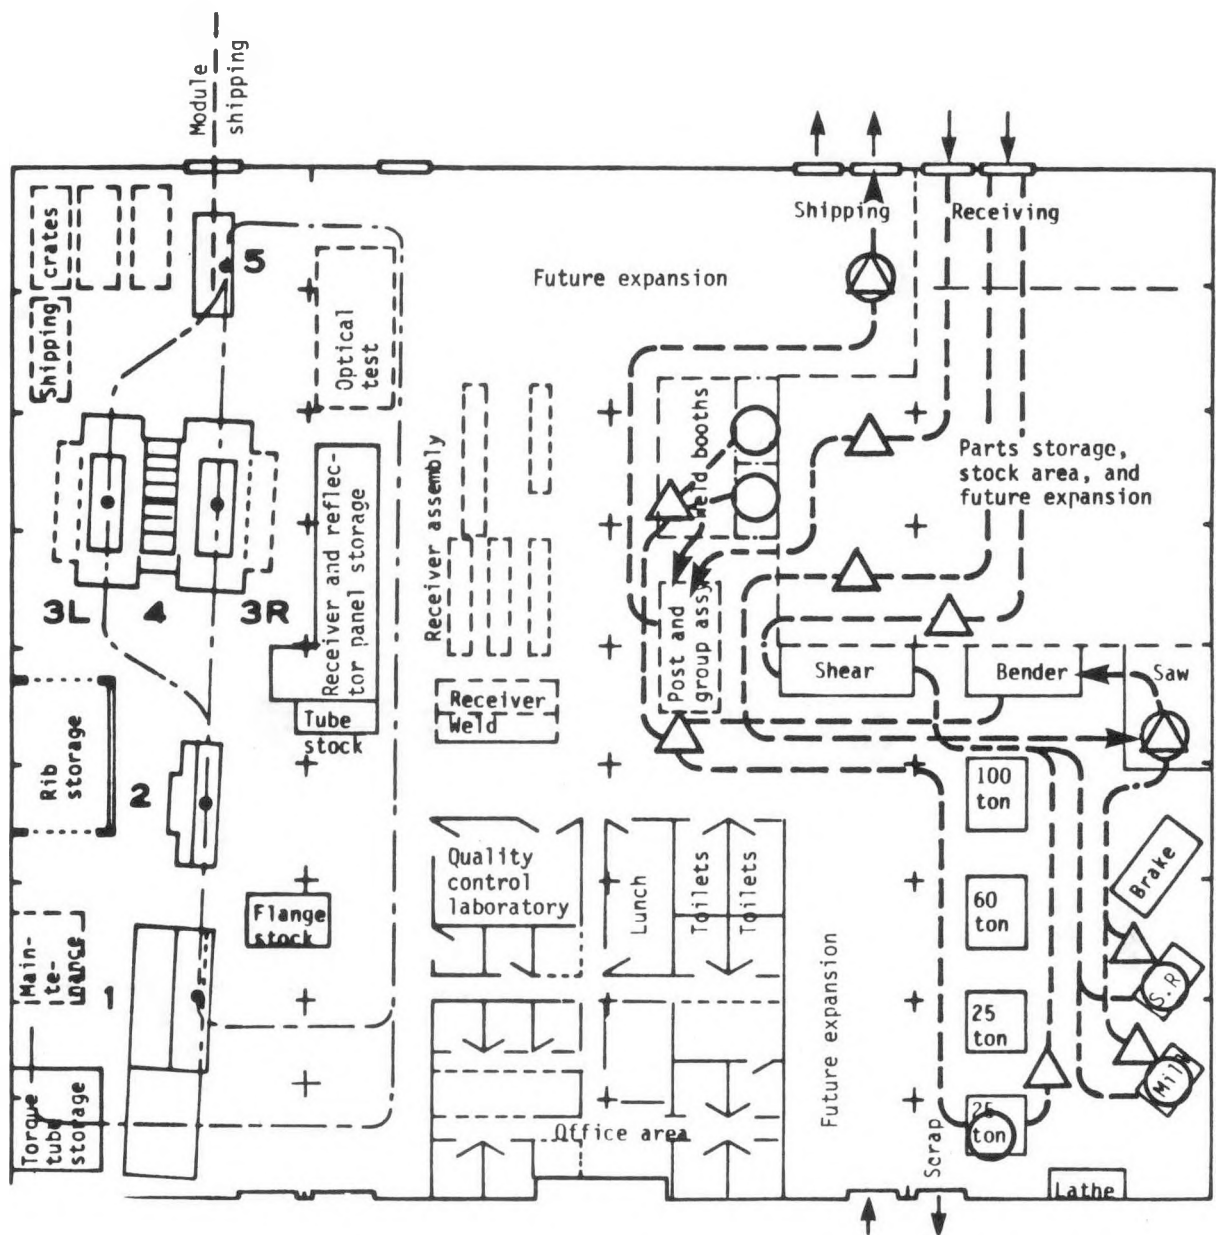 Module
shipping
Shipping
Receiving
Shipping crates
5
Future expansion
Optical
test
Weld booths
Parts storage,
stock area, and
future expansion
3L
4
3R
Receiver and reflec-
tor panel storage
Receiver assembly
Post and
group assy
Shear
Bender
Saw
Tube
stock
Receiver
Weld
Rib
storage
2
100
ton
Brake
Quality
control
laboratory
Lunch
Toilets
Toilets
60
ton
Flange
stock
Main-
te-
nance
1
Future expansion
25
ton
S.R
Mill
Torque
tube
storage
Office area
Scrap
25
ton
Lathe